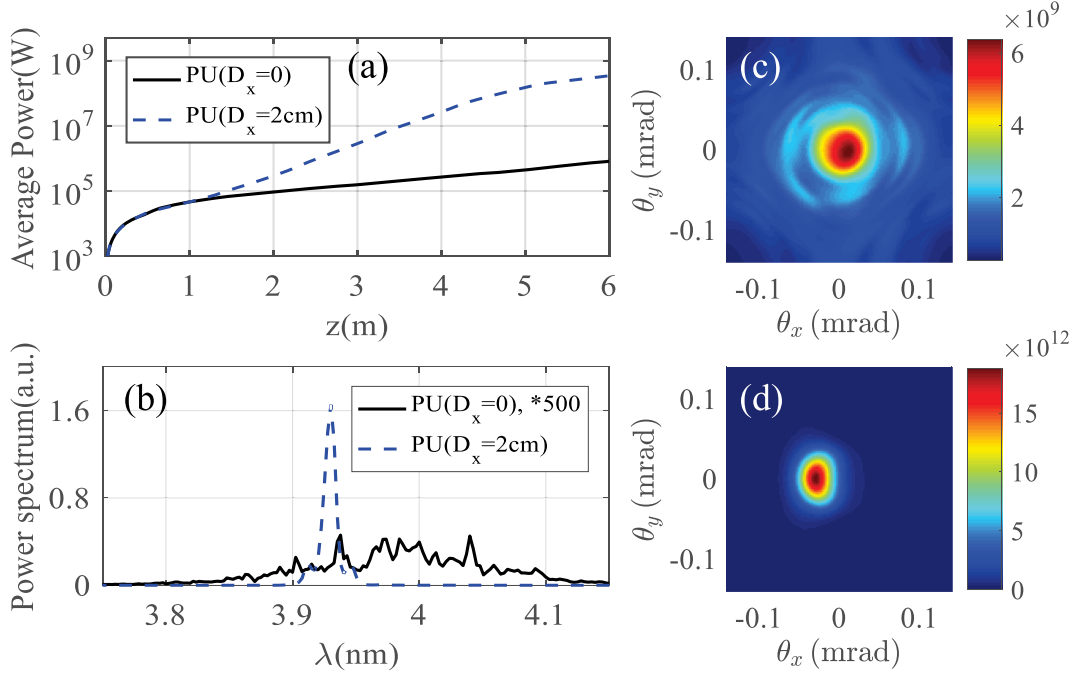 (a)
Average Power(W)
10^9
10^7
10^5
10^3
PU(D_x=0)
PU(D_x=2cm)
0 1 2 3 4 5 6
z(m)
(b)
Power spectrum(a.u.)
1.6
0.8
0
PU(D_x=0), *500
PU(D_x=2cm)
3.8 3.9 4 4.1
λ(nm)
(c)
×10^9
6
4
2
θ_y (mrad)
0.1
0
-0.1
-0.1 0 0.1
θ_x (mrad)
(d)
×10^12
15
10
5
0
θ_y (mrad)
0.1
0
-0.1
-0.1 0 0.1
θ_x (mrad)